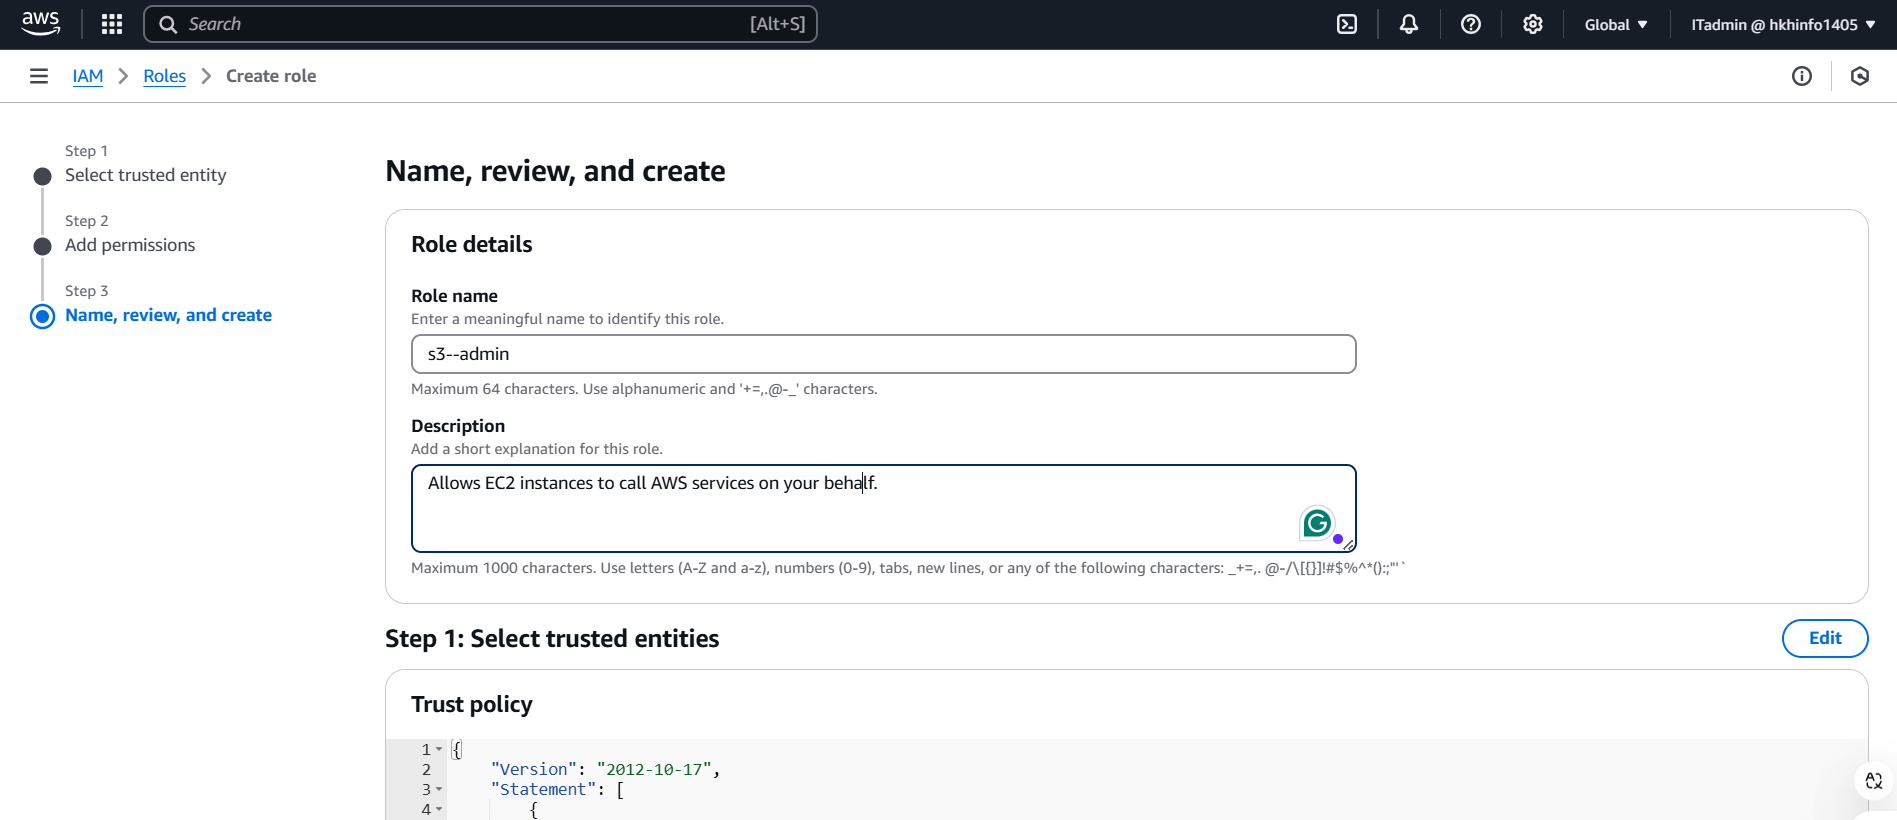 aws
Search
[Alt+S]
Global
ITadmin @ hkhinfo1405
IAM
Roles
Create role
Step 1
Select trusted entity
Step 2
Add permissions
Step 3
Name, review, and create
Name, review, and create
Role details
Role name
Enter a meaningful name to identify this role.
s3--admin
Maximum 64 characters. Use alphanumeric and '+=,.@-_' characters.
Description
Add a short explanation for this role.
Allows EC2 instances to call AWS services on your behalf.
Maximum 1000 characters. Use letters (A-Z and a-z), numbers (0-9), tabs, new lines, or any of the following characters: _+=,. @-/\[{}]!#$%^*();:"'`
Step 1: Select trusted entities
Edit
Trust policy
1 {
2 "Version": "2012-10-17",
3 "Statement": [
4 {